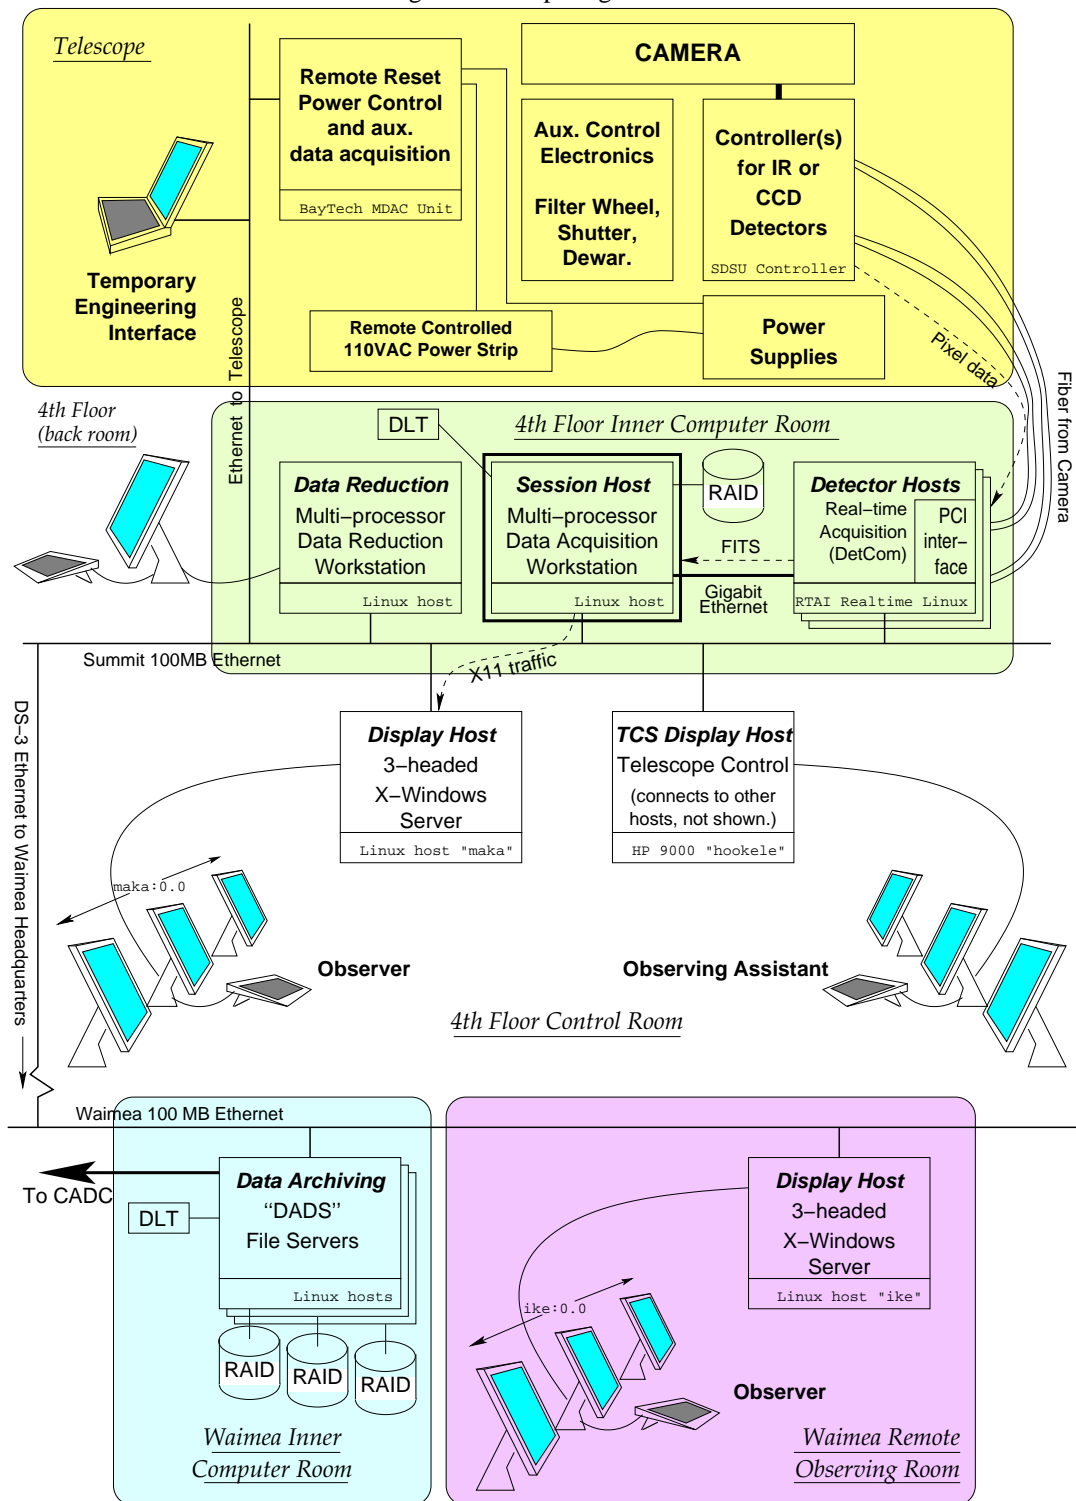 Telescope
CAMERA
Remote Reset
Power Control
and aux.
data acquisition
BayTech MDAC Unit
Aux. Control
Electronics
Filter Wheel,
Shutter,
Dewar.
Controller(s)
for IR or
CCD
Detectors
SDSU Controller
Temporary
Engineering
Interface
Remote Controlled
110VAC Power Strip
Power
Supplies
Ethernet to Telescope
Pixel data
Fiber from Camera
4th Floor
(back room)
DLT
4th Floor Inner Computer Room
Data Reduction
Multi−processor
Data Reduction
Workstation
Linux host
Session Host
Multi−processor
Data Acquisition
Workstation
Linux host
RAID
FITS
Gigabit
Ethernet
Detector Hosts
Real−time
Acquisition
(DetCom)
PCI
inter−
face
RTAI Realtime Linux
Summit 100MB Ethernet
X11 traffic
DS−3 Ethernet to Waimea Headquarters
Display Host
3−headed
X−Windows
Server
Linux host "maka"
TCS Display Host
Telescope Control
(connects to other
hosts, not shown.)
HP 9000 "hookele"
maka:0.0
Observer
Observing Assistant
4th Floor Control Room
Waimea 100 MB Ethernet
To CADC
DLT
Data Archiving
“DADS”
File Servers
Linux hosts
RAID
RAID
RAID
Waimea Inner
Computer Room
Display Host
3−headed
X−Windows
Server
Linux host "ike"
ike:0.0
Observer
Waimea Remote
Observing Room